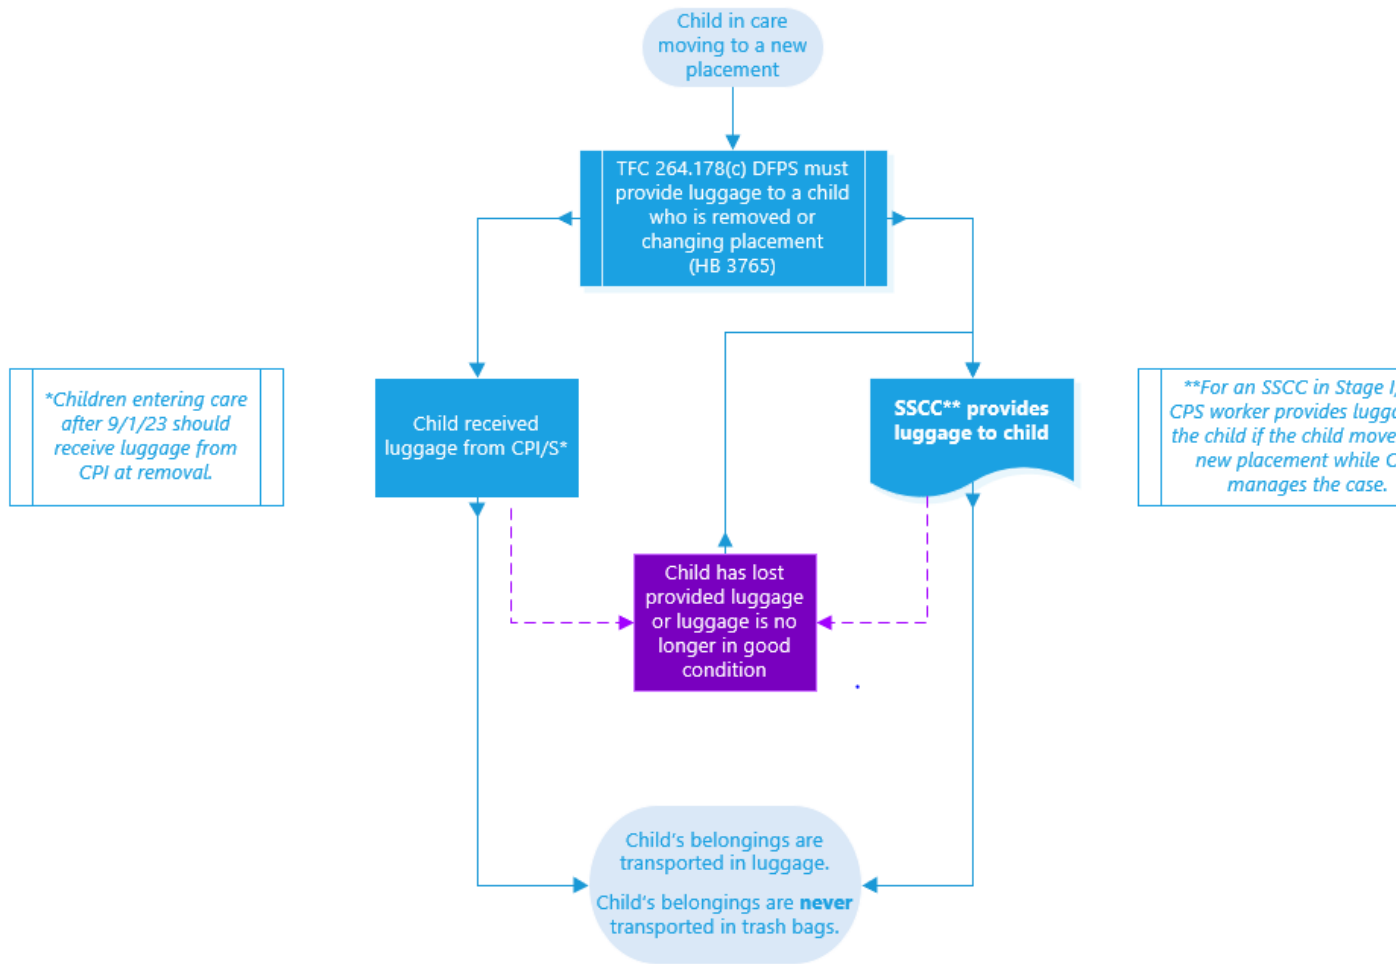 Child in care
moving to a new
placement
TFC 264.178(c) DFPS must
provide luggage to a child
who is removed or
changing placement
(HB 3765)
*Children entering care
after 9/1/23 should
receive luggage from
CPI at removal.
Child received
luggage from CPI/S*
SSCC** provides
luggage to child
**For an SSCC in Stage I,
CPS worker provides
the child if the child
new placement while
manages the case.
Child has lost
provided luggage
or luggage is no
longer in good
condition
Child's belongings are
transported in luggage.
Child's belongings are never
transported in trash bags.